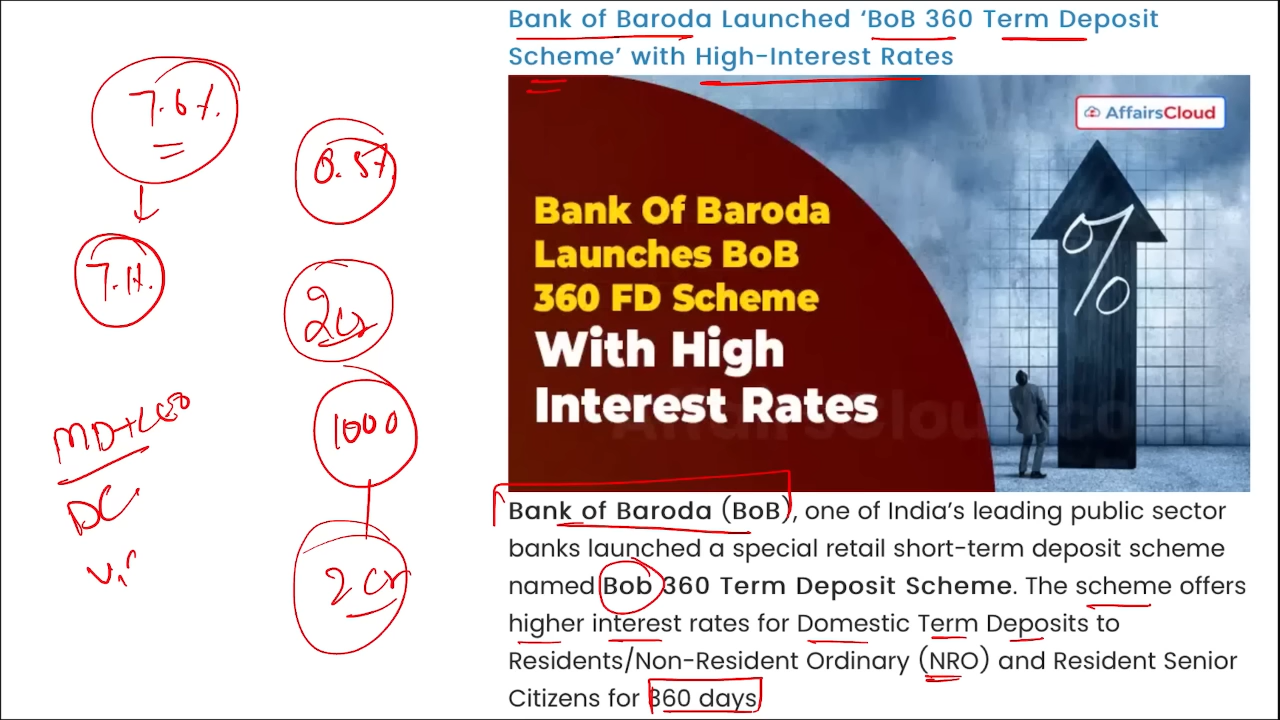 Bank of Baroda Launched ‘BoB 360 Term Deposit
Scheme’ with High-Interest Rates
AffairsCloud
Bank Of Baroda
Launches BoB
360 FD Scheme
With High
Interest Rates
Bank of Baroda (BoB), one of India’s leading public sector
banks launched a special retail short-term deposit scheme
named Bob 360 Term Deposit Scheme. The scheme offers
higher interest rates for Domestic Term Deposits to
Residents/Non-Resident Ordinary (NRO) and Resident Senior
Citizens for 360 days
7.6%.
7.1%.
2cr
1000
2 cr
MD+CEO
DC